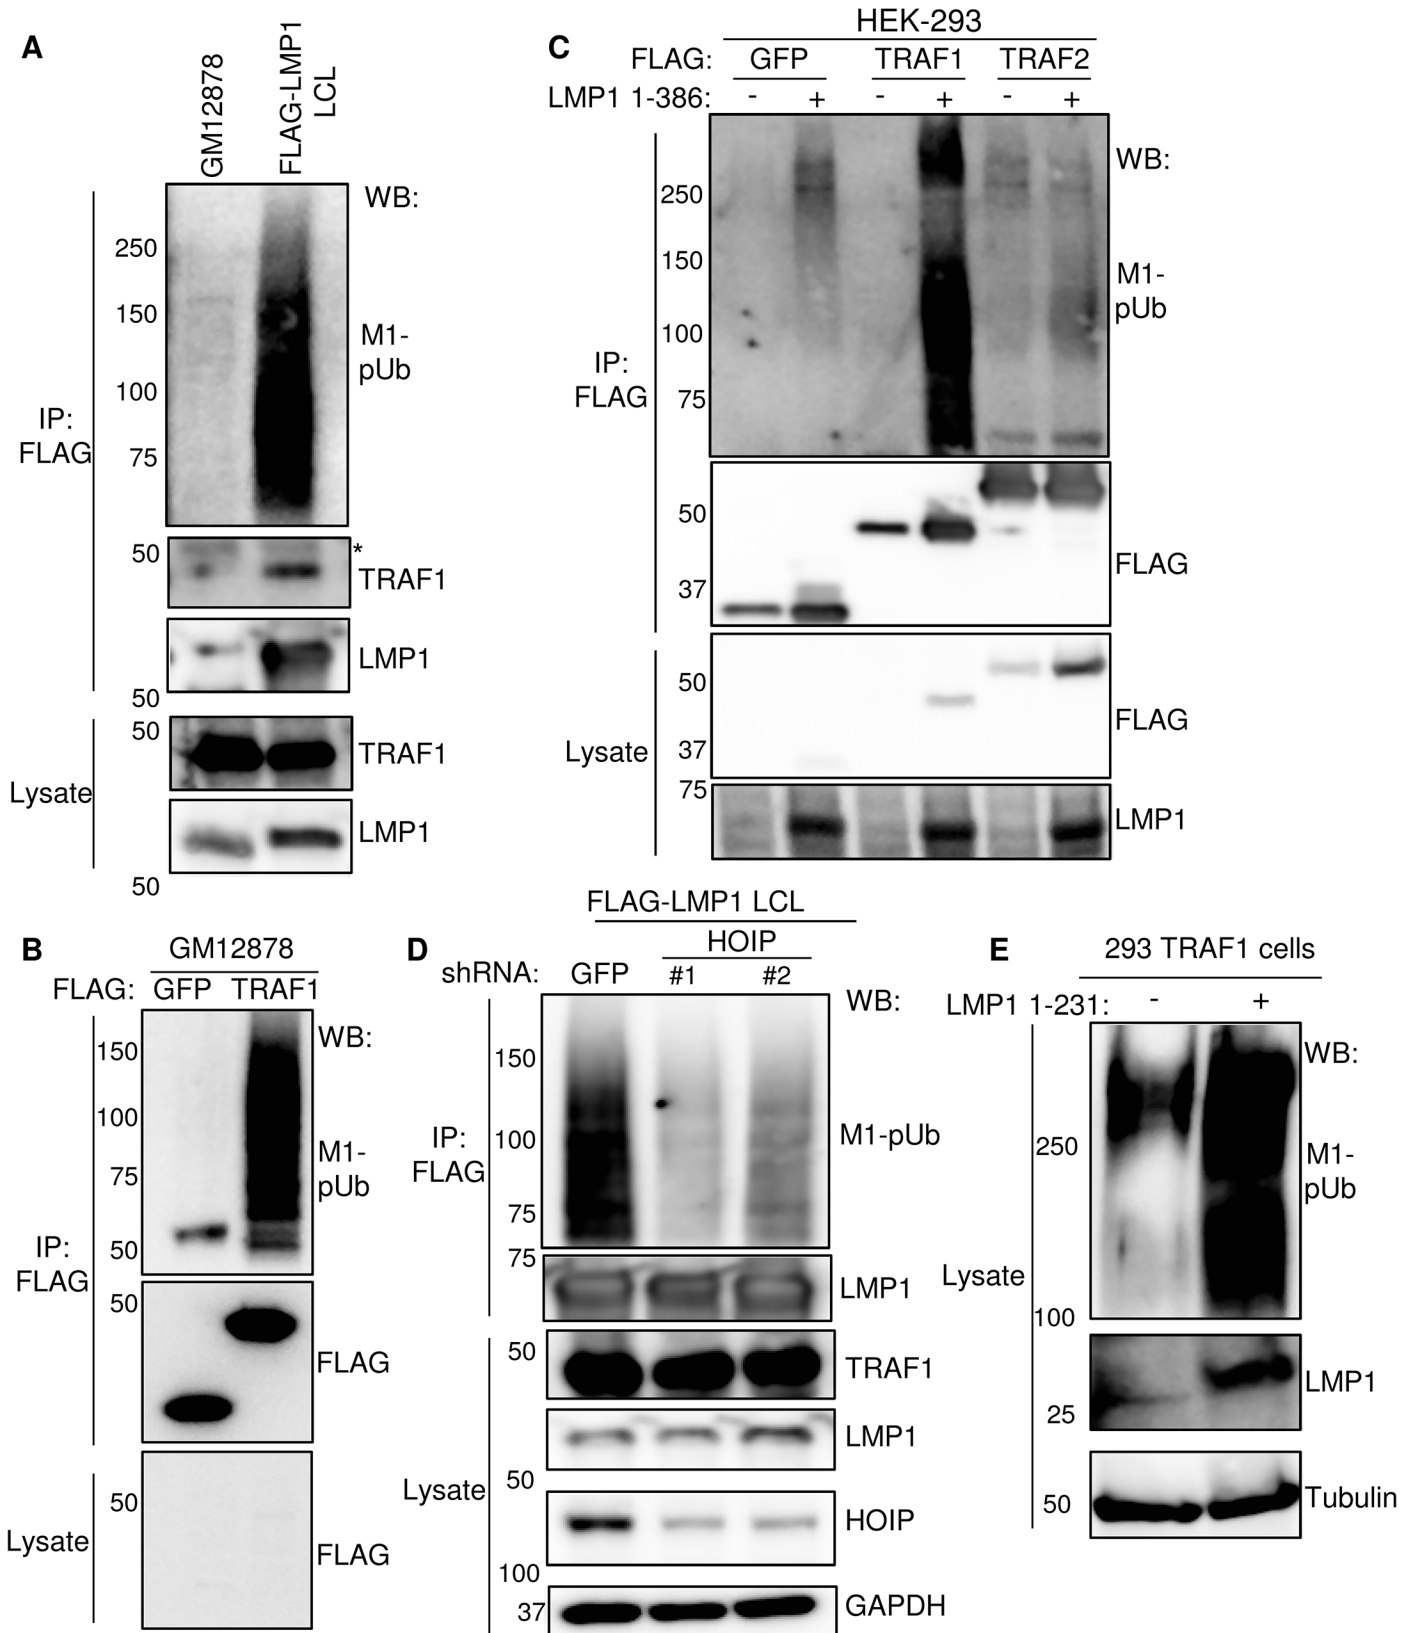 A
GM12878
FLAG-LMP1
LCL
WB:
250
150
100
75
M1-
pUb
IP:
FLAG
50
*
TRAF1
LMP1
50
50
TRAF1
Lysate
LMP1
50
C
HEK-293
FLAG: GFP TRAF1 TRAF2
LMP1 1-386: - + - + - +
WB:
250
150
100
75
M1-
pUb
IP:
FLAG
50
37
FLAG
50
37
FLAG
Lysate
75
LMP1
B
GM12878
FLAG: GFP TRAF1
WB:
150
100
75
50
M1-
pUb
IP:
FLAG
50
FLAG
50
Lysate
FLAG
D
FLAG-LMP1 LCL
HOIP
shRNA: GFP #1 #2
WB:
150
100
75
M1-pUb
IP:
FLAG
75
LMP1
50
TRAF1
LMP1
50
Lysate
HOIP
100
37
GAPDH
E
293 TRAF1 cells
LMP1 1-231: - +
WB:
250
M1-
pUb
Lysate
100
LMP1
25
50
Tubulin